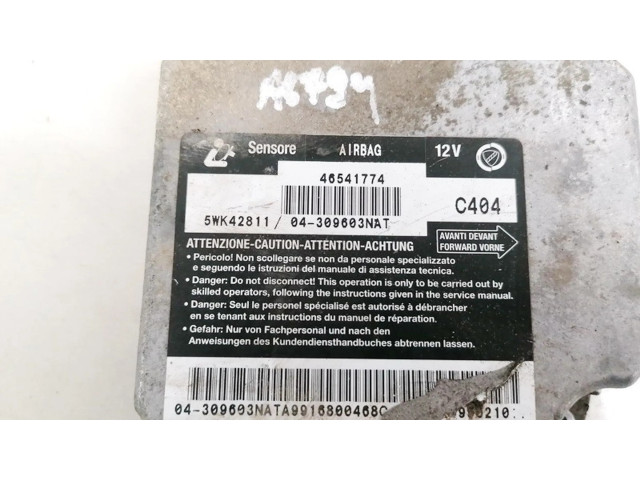 Sensore AIRBAG 12V
46541774
5WK42811 / 04-309603NAT C404
ATTENZIONE-CAUTION-ATTENTION-ACHTUNG
AVANTI DEVANT
FORWARD VORNE
• Pericolo! Non scollegare se non da personale specializzato
e seguendo le istruzioni del manuale di assistenza tecnica.
• Danger: Do not disconnect! This operation is only to be carried out by
skilled operators, following the instructions given in the service manual.
• Danger: Seul le personel spécialisé est autorisé à débrancher
en se tenant aux instructions du manuel de réparation.
• Gefahr: Nur von Fachpersonal und nach den
Anweisungen des Kundendiensthandbuches abtrennen lassen.
04-309603NATA9916800468C